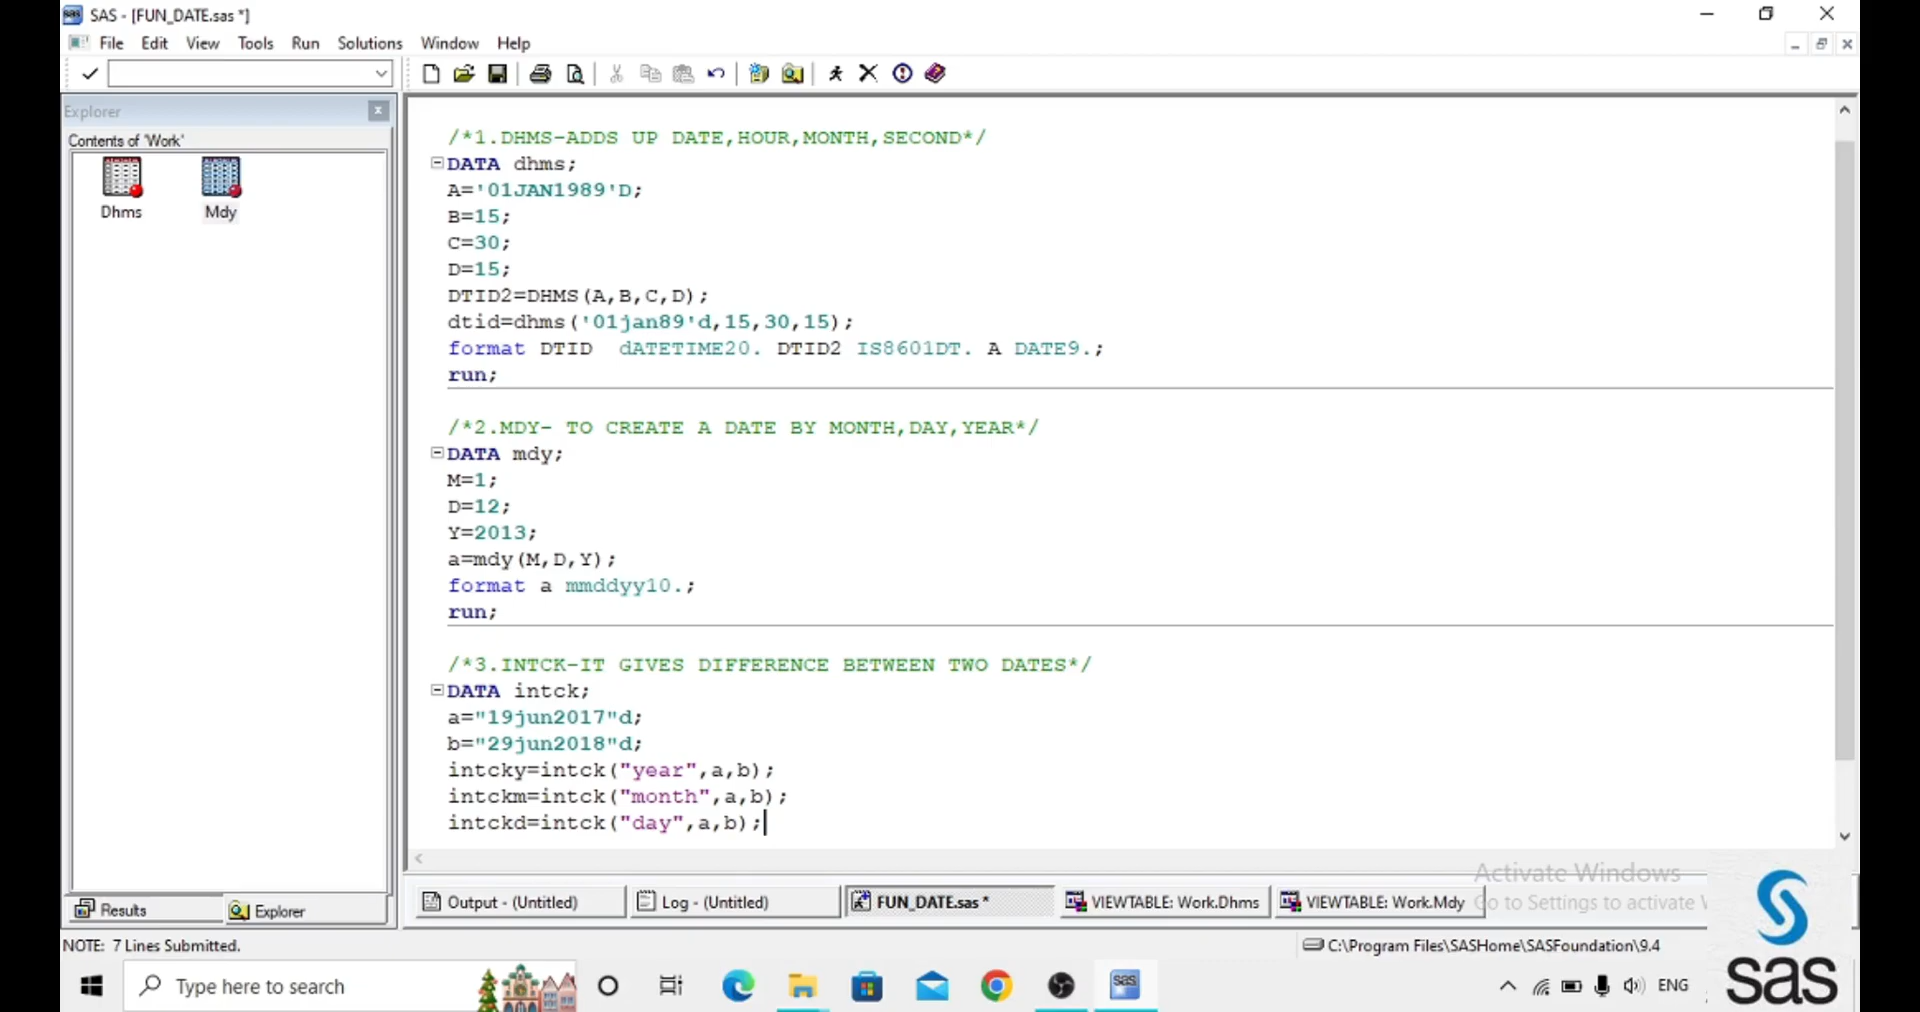 SAS - [FUN_DATE.sas *]
File Edit View Tools Run Solutions Window Help
Explorer
Contents of 'Work'
Dhms Mdy
/*1.DHMS-ADDS UP DATE,HOUR,MONTH,SECOND*/
DATA dhms;
A='01JAN1989'D;
B=15;
C=30;
D=15;
DTID2=DHMS(A,B,C,D);
dtid=dhms('01jan89'd,15,30,15);
format DTID dATETIME20. DTID2 IS8601DT. A DATE9.;
run;
/*2.MDY- TO CREATE A DATE BY MONTH,DAY,YEAR*/
DATA mdy;
M=1;
D=12;
Y=2013;
a=mdy(M,D,Y);
format a mmddyy10.;
run;
/*3.INTCK-IT GIVES DIFFERENCE BETWEEN TWO DATES*/
DATA intck;
a="19jun2017"d;
b="29jun2018"d;
intcky=intck("year",a,b);
intckm=intck("month",a,b);
intckd=intck("day",a,b);
Activate Windows
Go to Settings to activate
Results Explorer
Output - (Untitled) Log - (Untitled) FUN_DATE.sas * VIEWTABLE: Work.Dhms VIEWTABLE: Work.Mdy
NOTE: 7 Lines Submitted.
C:\Program Files\SASHome\SASFoundation\9.4
Type here to search
sas
ENG
sas